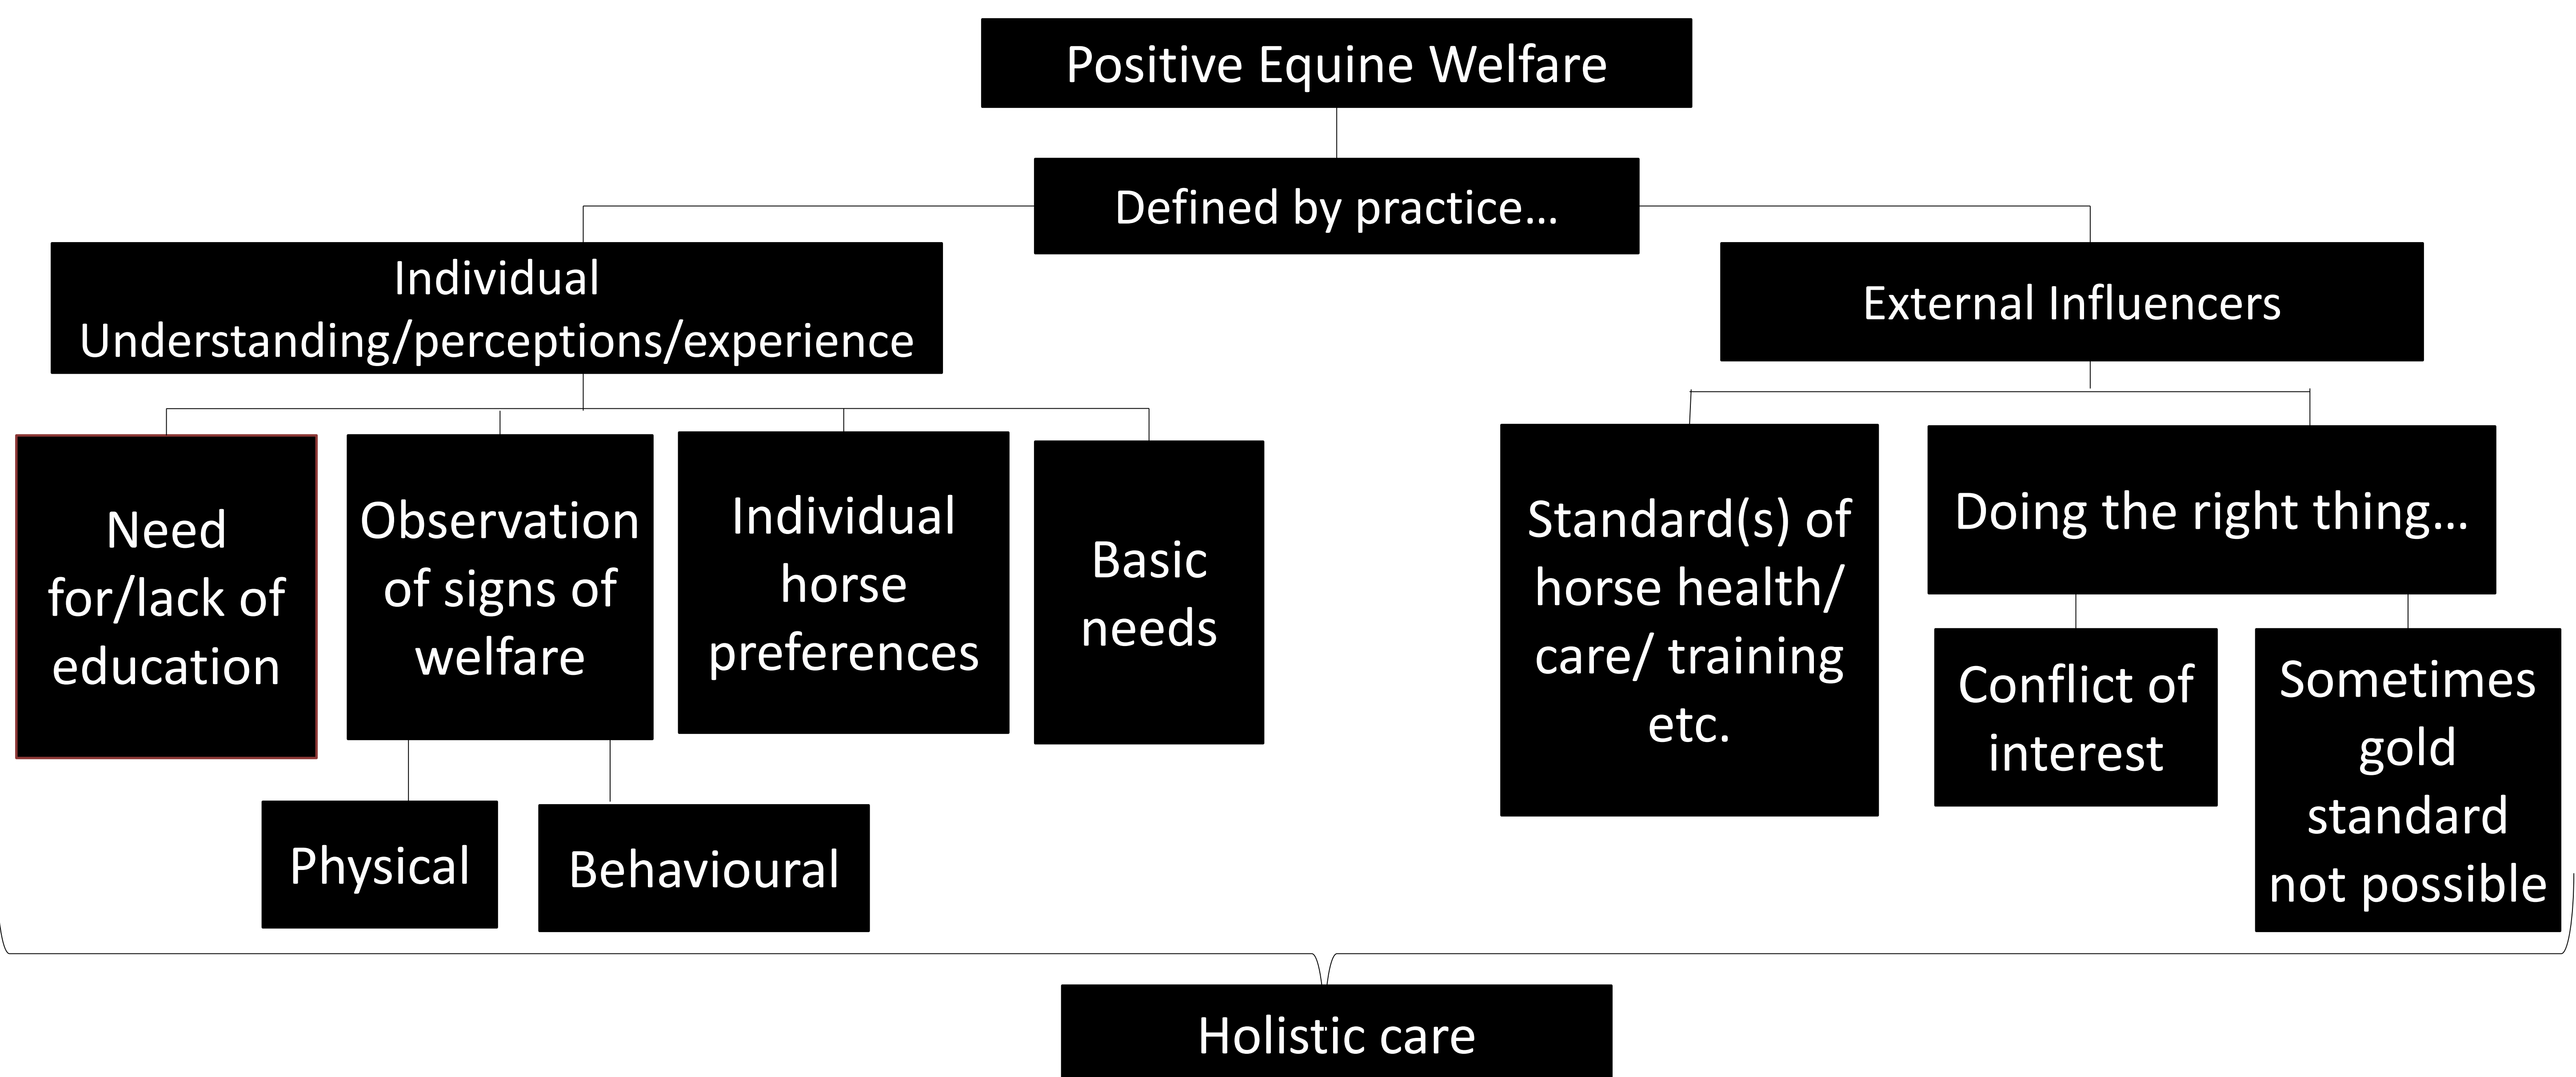 Positive Equine Welfare
Defined by practice...
Individual
Understanding/perceptions/experience
External Influencers
Need
for/lack of
education
Observation
of signs of
welfare
Individual
horse
preferences
Basic
needs
Standard(s) of
horse health/
care/ training
etc.
Doing the right thing...
Physical
Behavioural
Conflict of
interest
Sometimes
gold
standard
not possible
Holistic care